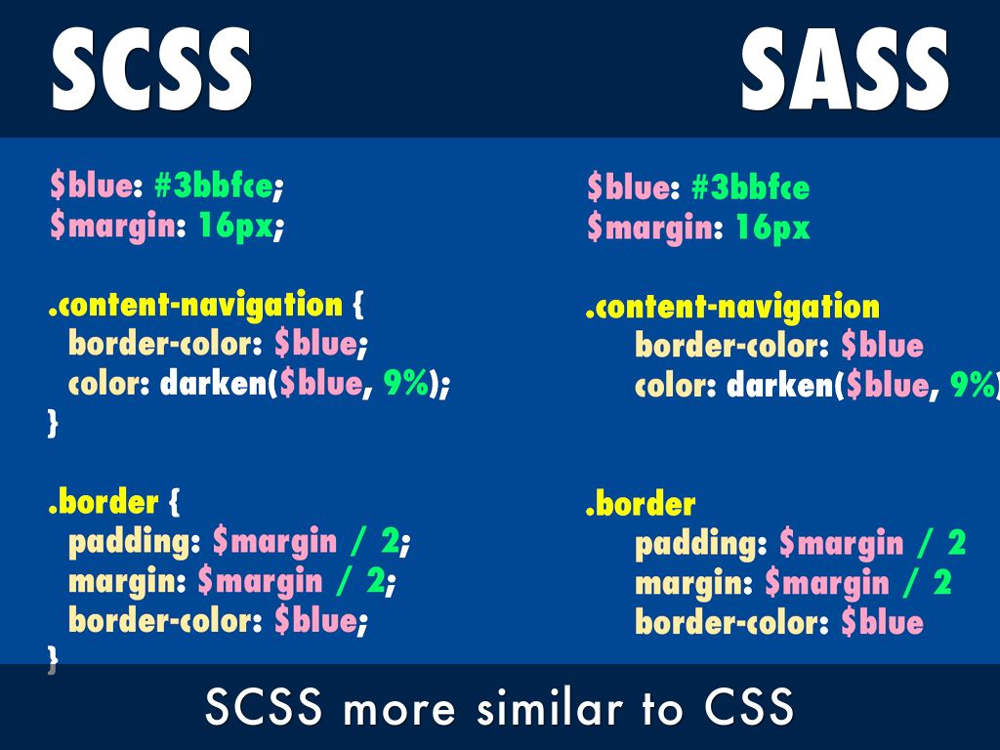 SCSS
$blue: #3bbfce;
$margin: 16px;
.content-navigation {
border-color: $blue;
color: darken($blue, 9%);
}
.border {
padding: $margin / 2;
margin: $margin / 2;
border-color: $blue;
}
SASS
$blue: #3bbfce
$margin: 16px
.content-navigation
border-color: $blue
color: darken($blue, 9%)
.border
padding: $margin / 2
margin: $margin / 2
border-color: $blue
SCSS more similar to CSS